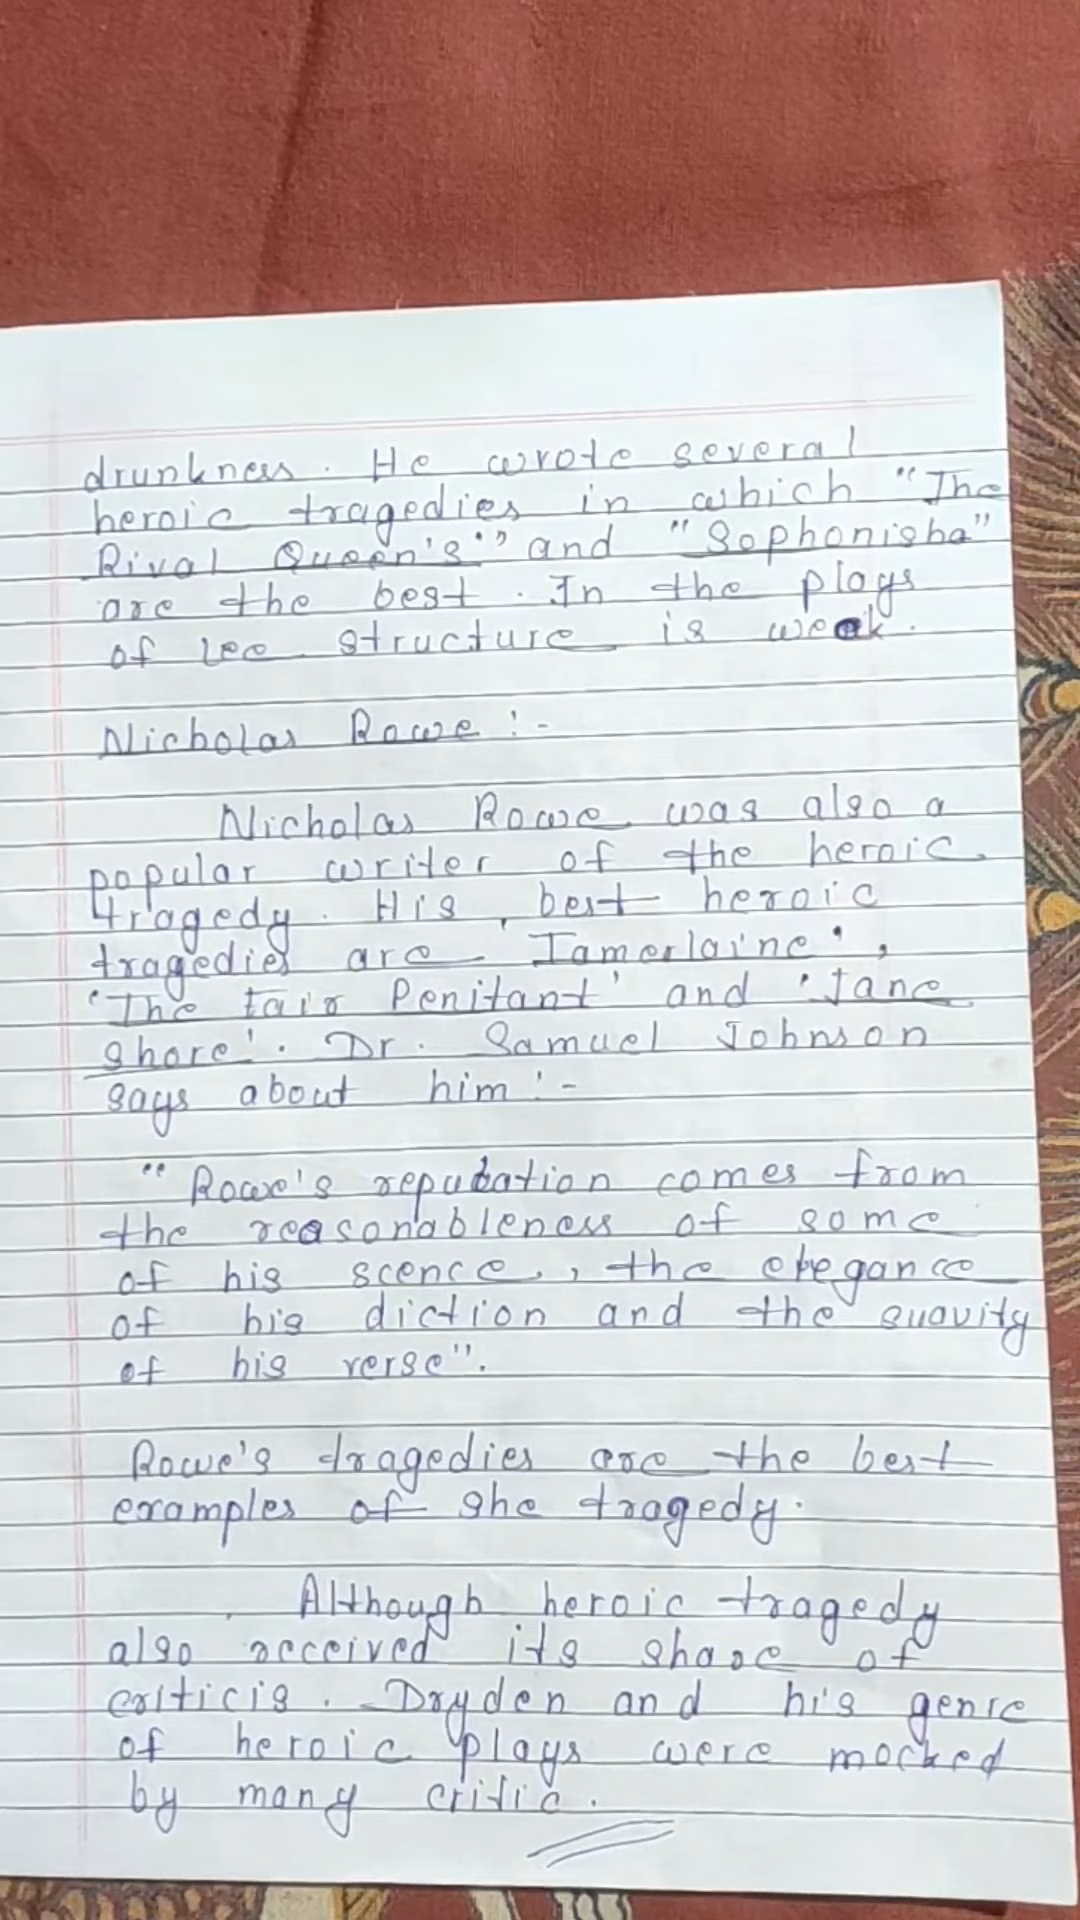 drunkness. He wrote several
heroic tragedies in which "The
Rival Queen's'" and "Sophonisba"
are the best. In the plays
of Lee structure is weak.
Nicholas Rowe :-
Nicholas Rowe was also a
popular writer of the heroic
tragedy. His best heroic
tragedies are 'Tamerlaine',
'The fair Penitant' and 'Jane
Shore'. Dr. Samuel Johnson
says about him :-
"Rowe's reputation comes from
the reasonableness of some
of his scence, the elegance
of his diction and the suavity
of his verse".
Rowe's tragedies are the best
examples of she tragedy.
Although heroic tragedy
also received its share of
criticis. Dryden and his genre
of heroic plays were mocked
by many critic.